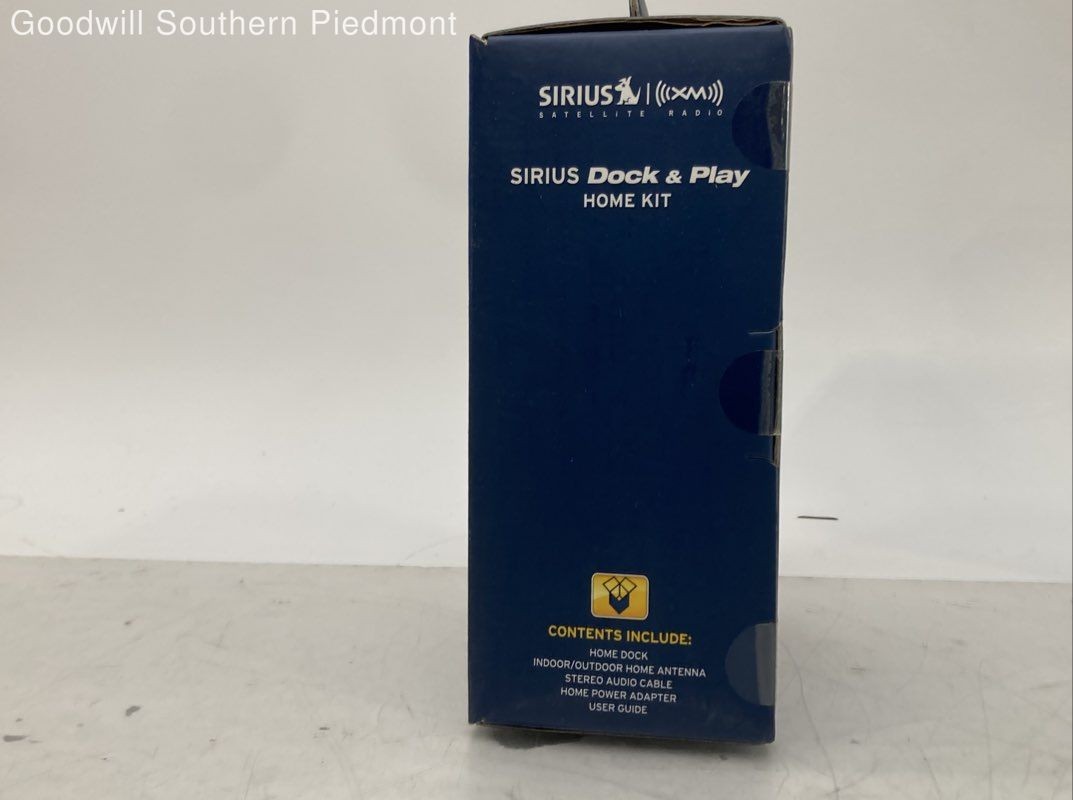 Goodwill Southern Piedmont
SIRIUS | ((XM))
SATELLITE RADIO
SIRIUS Dock & Play
HOME KIT
CONTENTS INCLUDE:
HOME DOCK
INDOOR/OUTDOOR HOME ANTENNA
STEREO AUDIO CABLE
HOME POWER ADAPTER
USER GUIDE